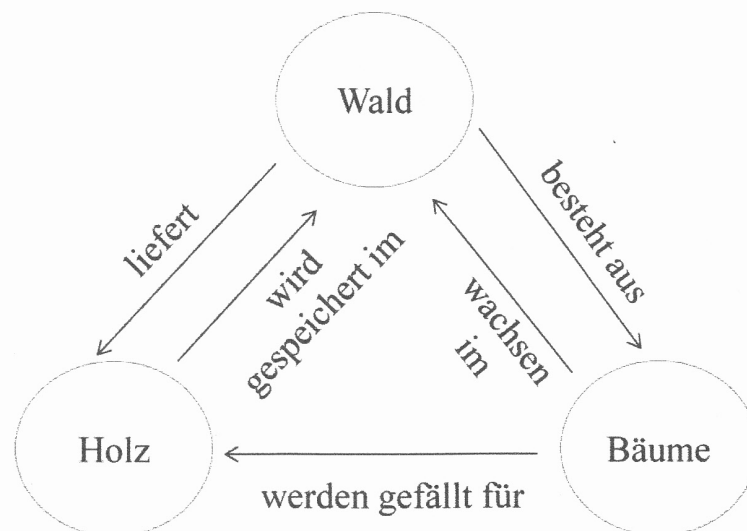 Wald
liefert
wird
gespeichert im
wachsen
im
besteht aus
Holz
Bäume
werden gefällt für